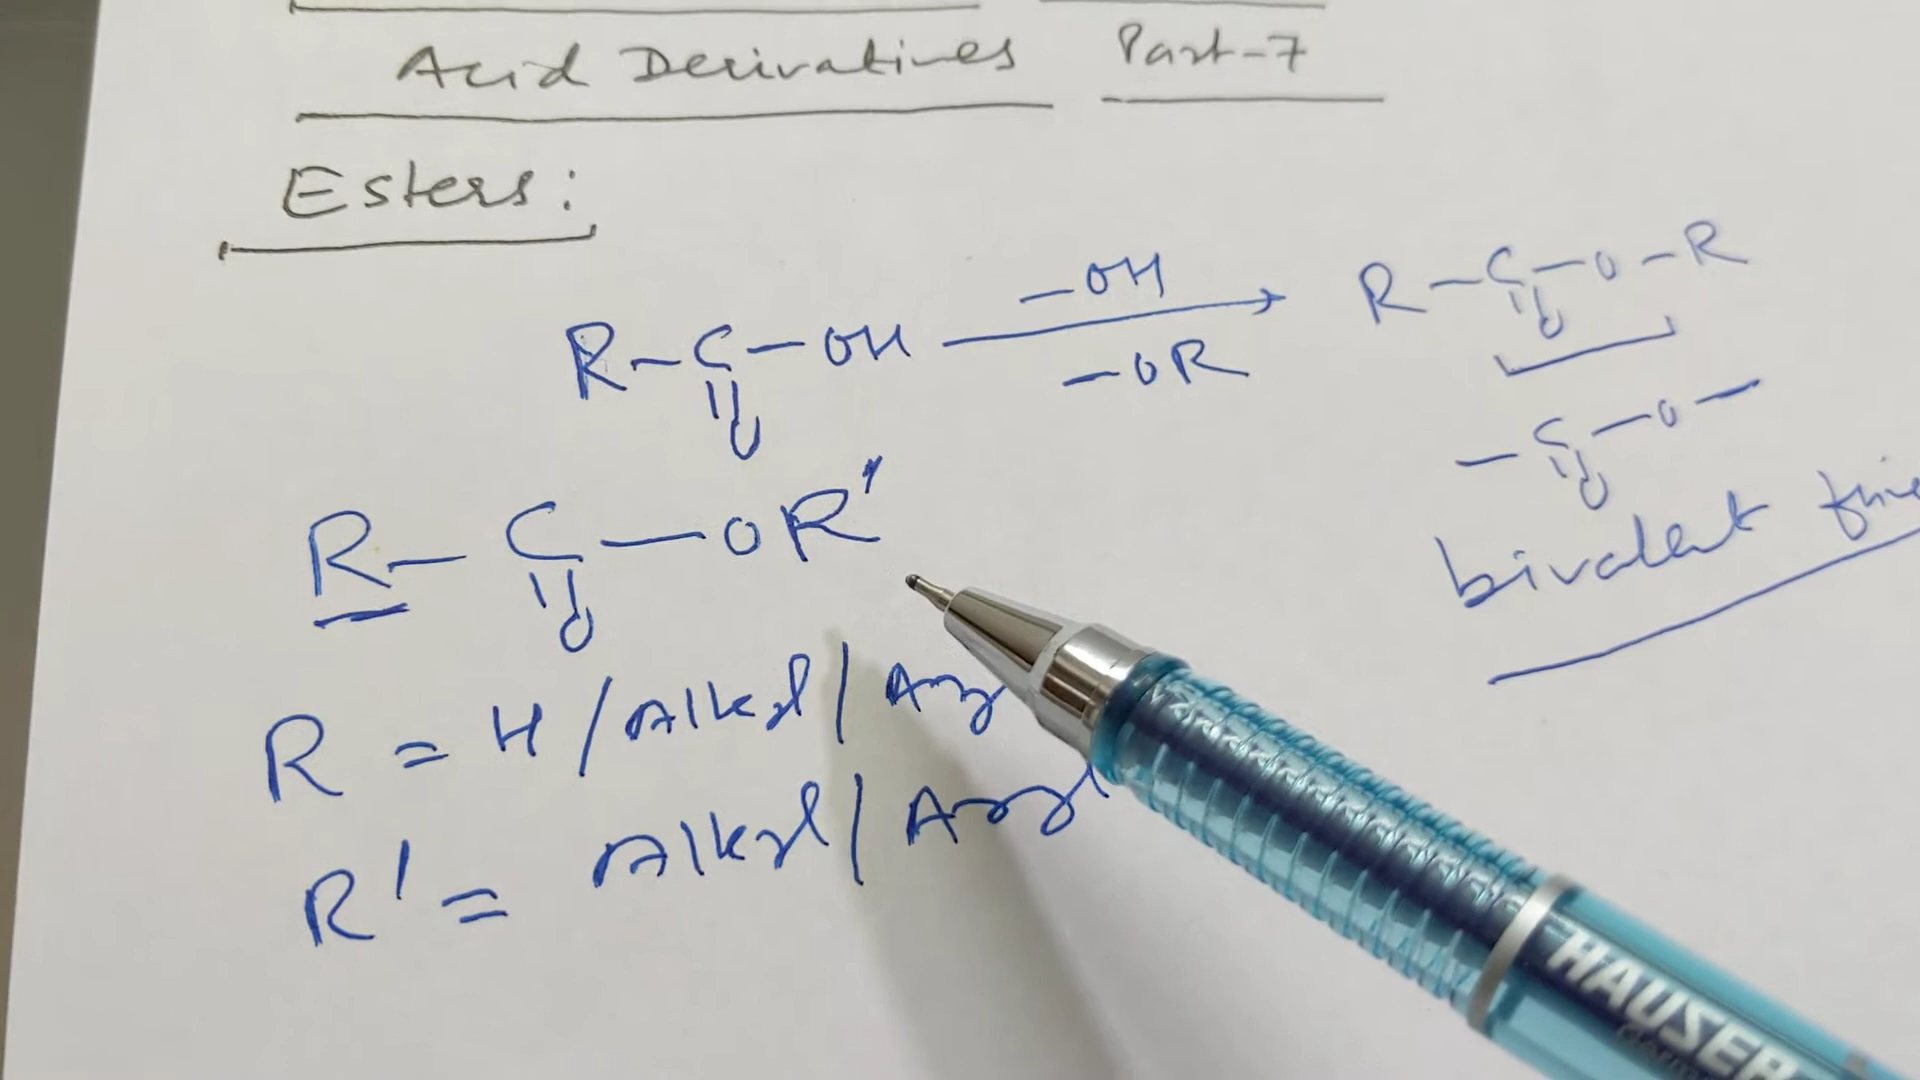 Acid Derivatives Part-7
Esters:
R-C-OH
||
O
-OH
-OR
R-C-O-R
||
O
-C-O-
||
O
bivalent
R-C-OR'
||
O
R = H/Alkyl/Aryl
R' = Alkyl/Aryl
HAUSER